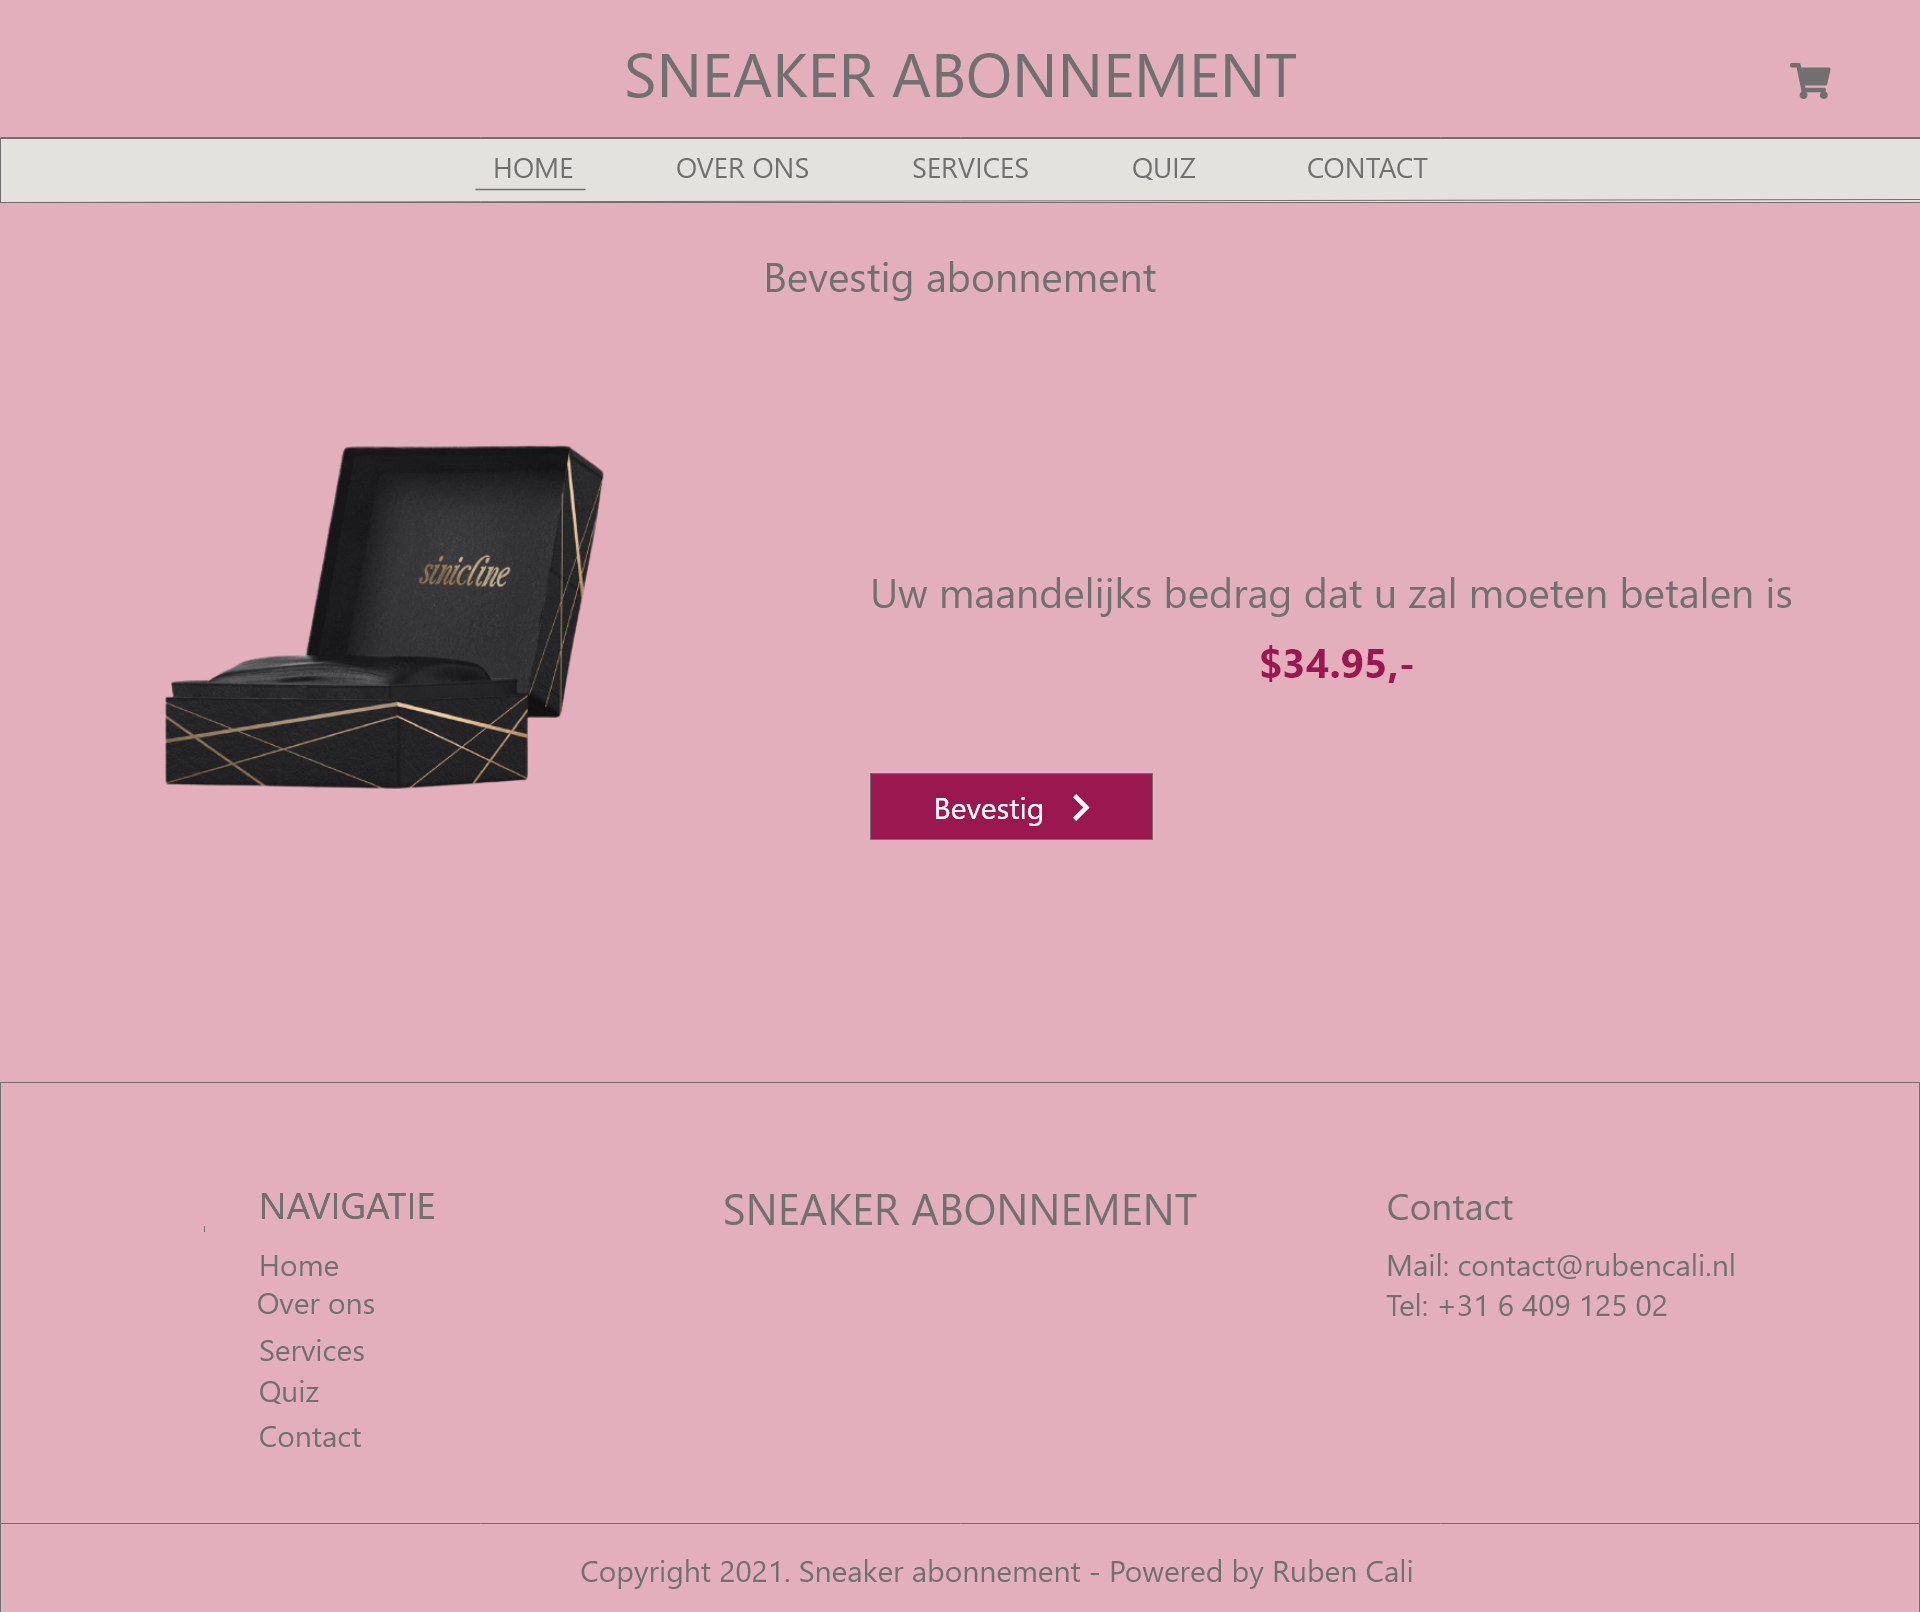 SNEAKER ABONNEMENT
HOME OVER ONS SERVICES QUIZ CONTACT
Bevestig abonnement
sinicline
Uw maandelijks bedrag dat u zal moeten betalen is
$34.95,-
Bevestig
NAVIGATIE
Home
Over ons
Services
Quiz
Contact
SNEAKER ABONNEMENT
Contact
Mail: contact@rubencali.nl
Tel: +31 6 409 125 02
Copyright 2021. Sneaker abonnement - Powered by Ruben Cali